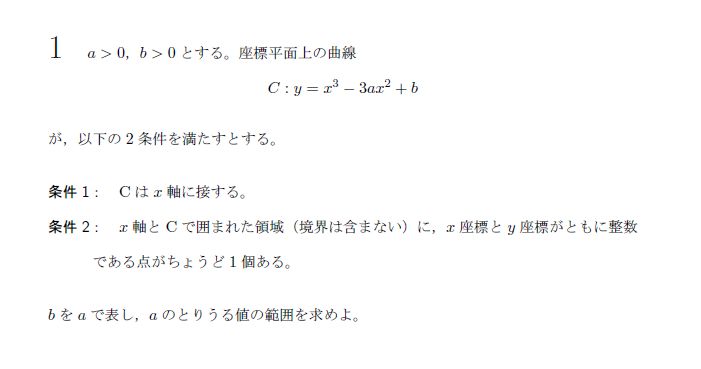 1 a > 0, b > 0 とする。座標平面上の曲線
C : y = x³ − 3ax² + b
が, 以下の 2 条件を満たすとする。
条件 1 : C は x 軸に接する。
条件 2 : x 軸と C で囲まれた領域（境界は含まない）に, x 座標と y 座標がともに整数
である点がちょうど 1 個ある。
b を a で表し, a のとりうる値の範囲を求めよ。